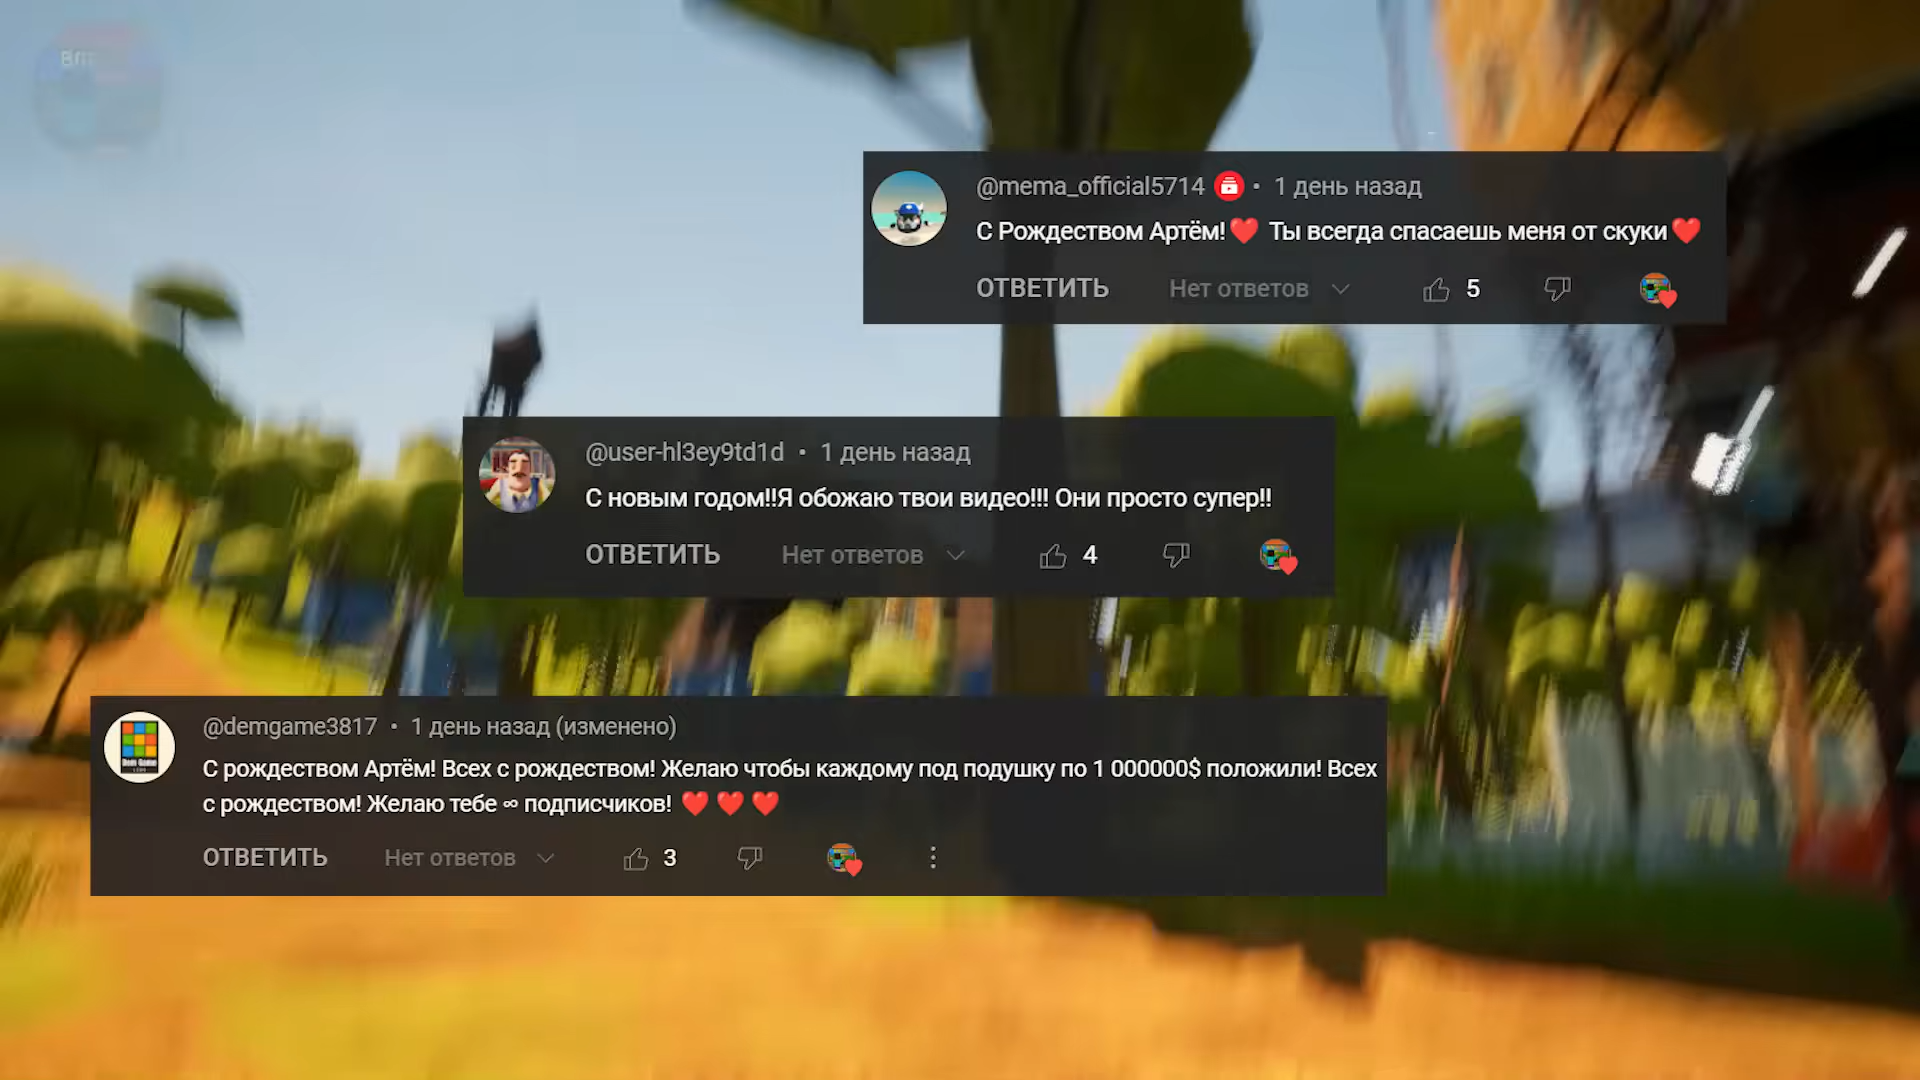 @mema_official5714 • 1 день назад
С Рождеством Артём!❤️ Ты всегда спасаешь меня от скуки❤️
ОТВЕТИТЬ Нет ответов 5
@user-hl3ey9td1d • 1 день назад
С новым годом!!Я обожаю твои видео!!! Они просто супер!!
ОТВЕТИТЬ Нет ответов 4
@demgame3817 • 1 день назад (изменено)
С рождеством Артём! Всех с рождеством! Желаю чтобы каждому под подушку по 1 000000$ положили! Всех
с рождеством! Желаю тебе ∞ подписчиков! ❤️❤️❤️
ОТВЕТИТЬ Нет ответов 3